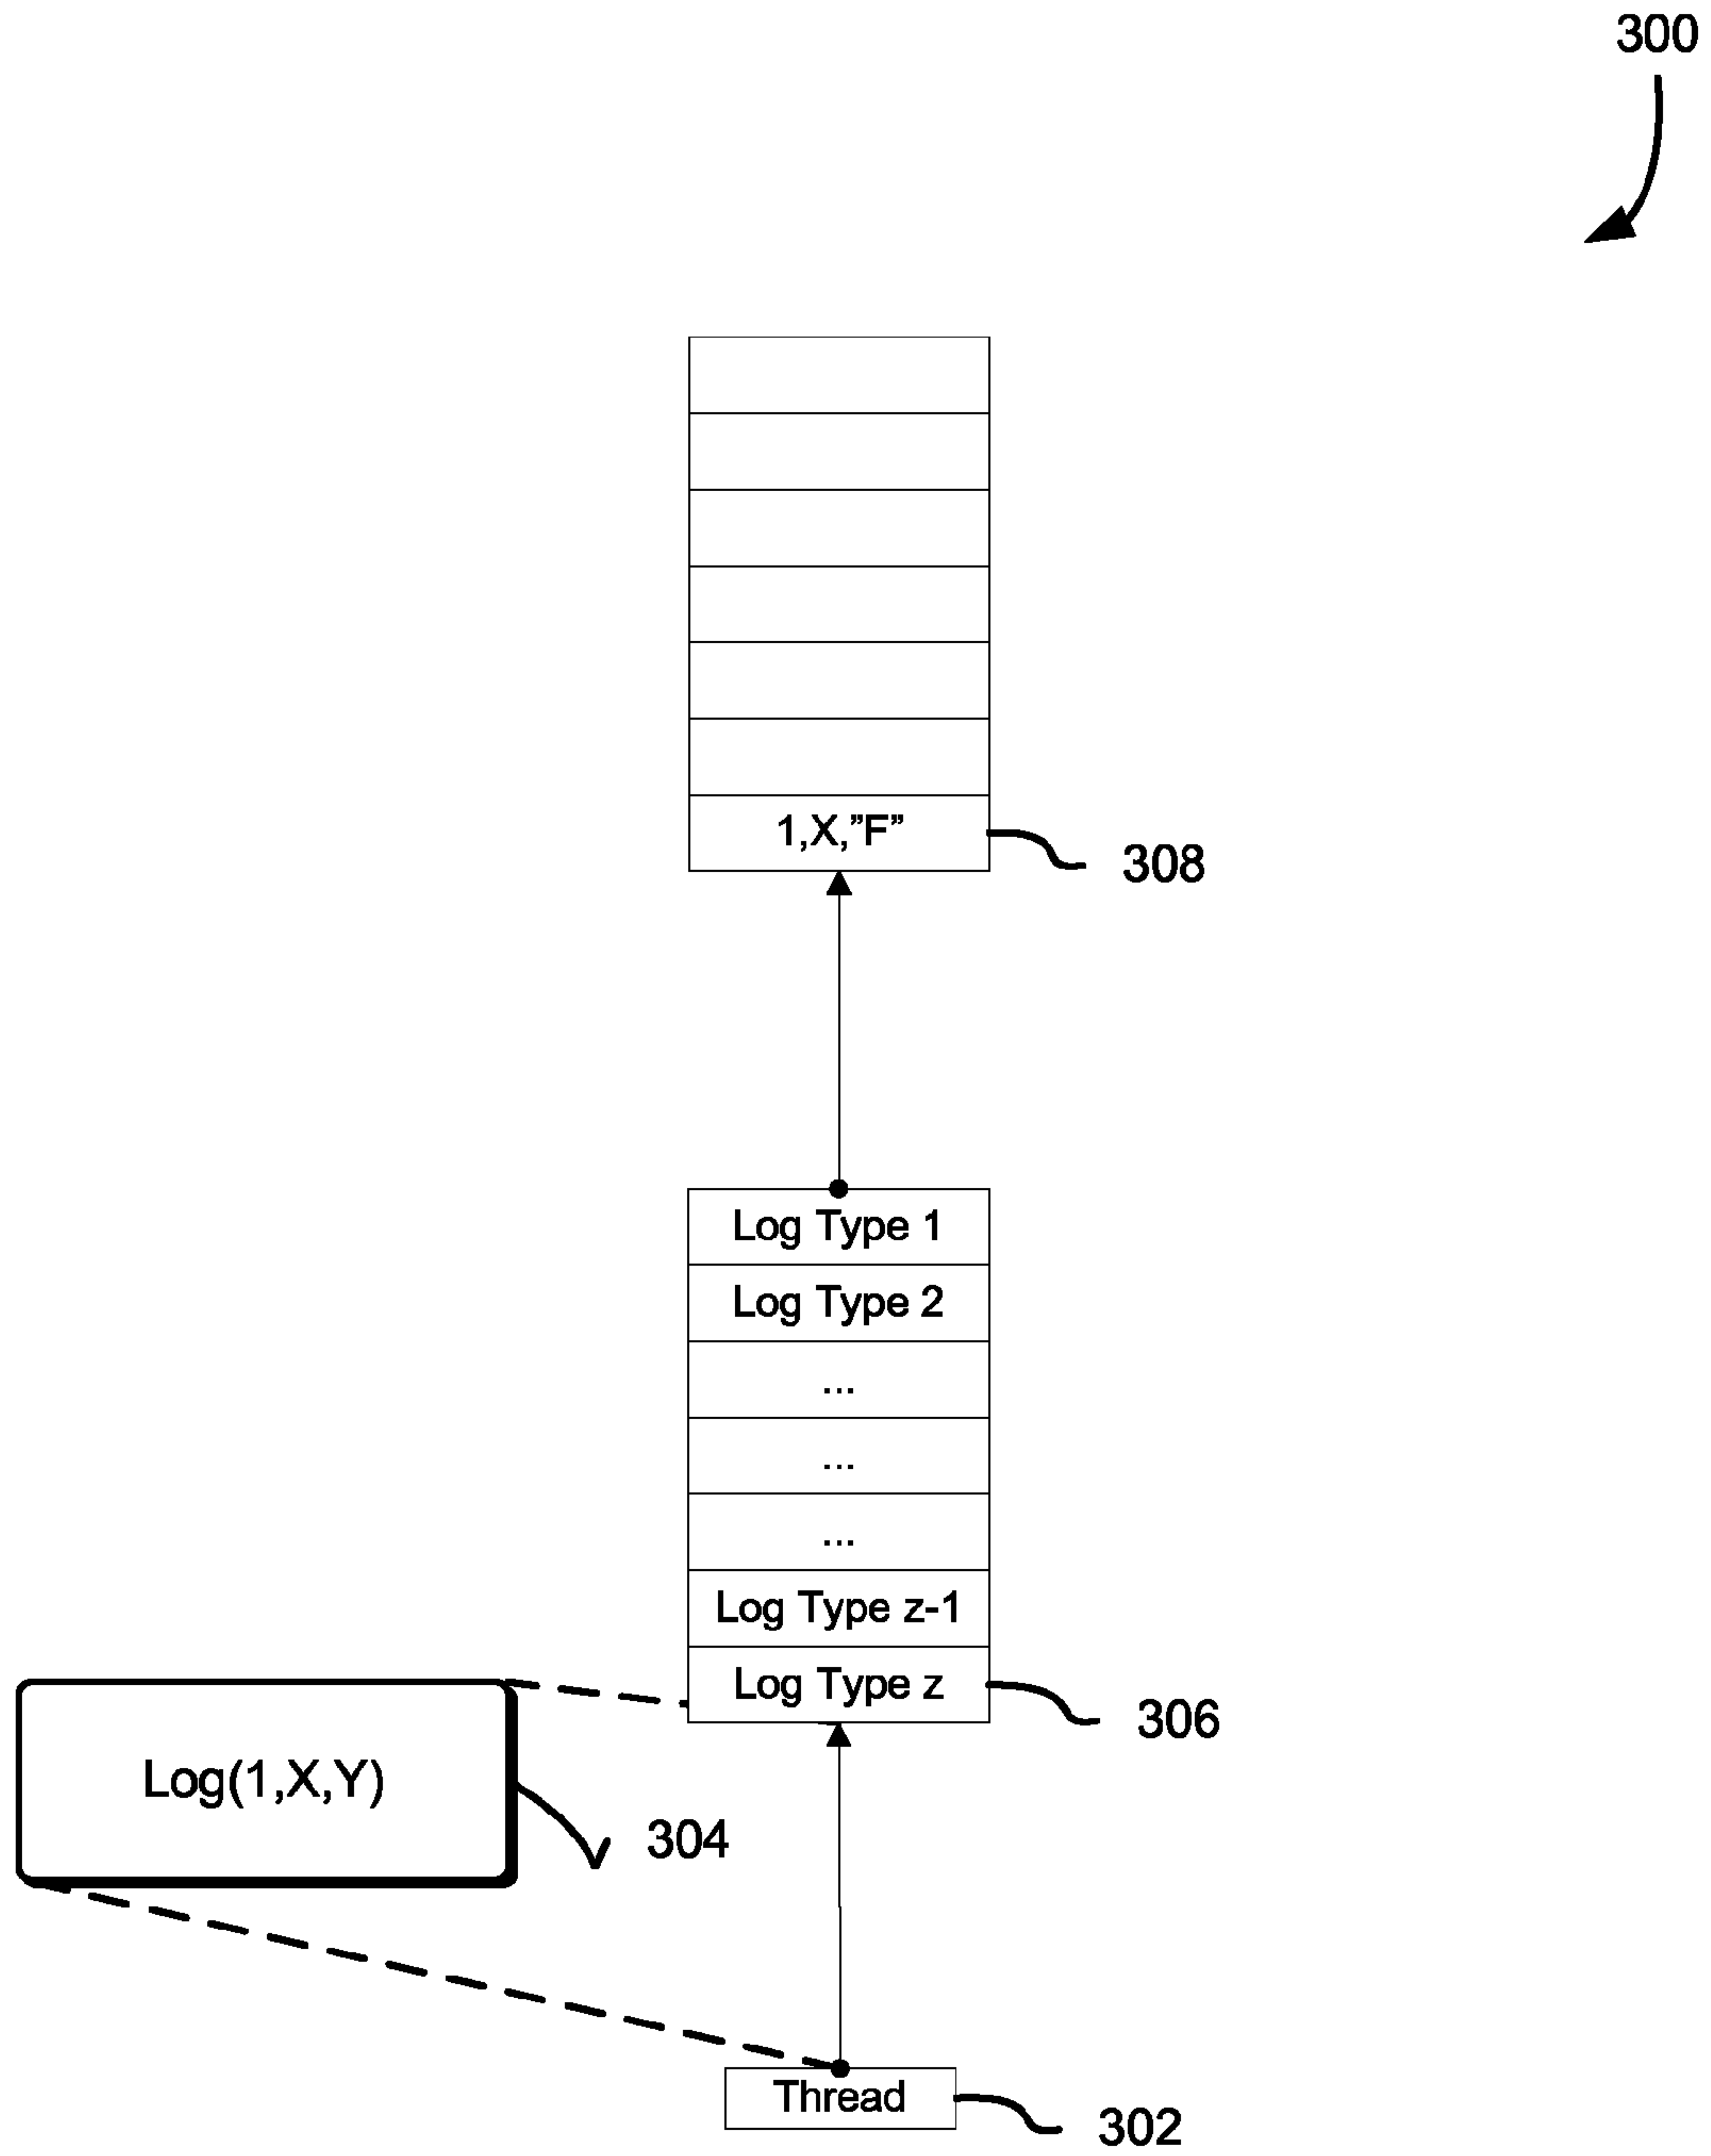 300
1,X,”F”
308
Log Type 1
Log Type 2
...
...
...
Log Type z-1
Log Type z
306
Log(1,X,Y)
304
Thread
302